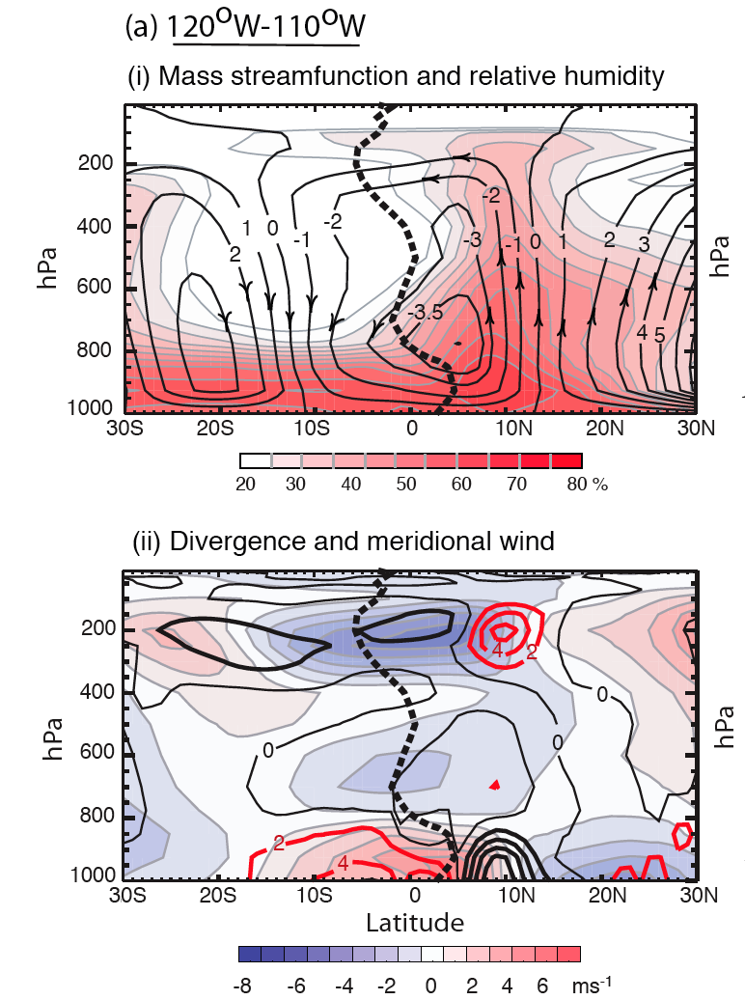 (a) 120°W-110°W
(i) Mass streamfunction and relative humidity
200
400
600
800
1000
hPa
hPa
1
0
-1
-2
2
-2
-3
-1
0
1
2
3
-3.5
4
5
30S 20S 10S 0 10N 20N 30N
20 30 40 50 60 70 80 %
(ii) Divergence and meridional wind
200
400
600
800
1000
hPa
hPa
4
2
0
0
0
2
4
30S 20S 10S 0 10N 20N 30N
Latitude
-8 -6 -4 -2 0 2 4 6 ms-1